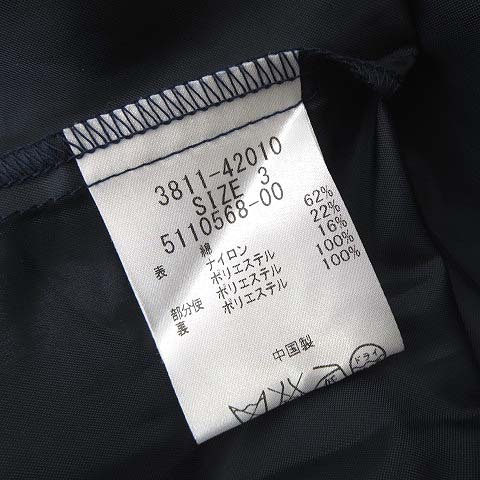 3811-42010
SIZE 3
5110568-00
表 綿 62%
ナイロン 22%
ポリエステル 16%
部分使 ポリエステル 100%
裏 ポリエステル 100%
中国製
ドライ